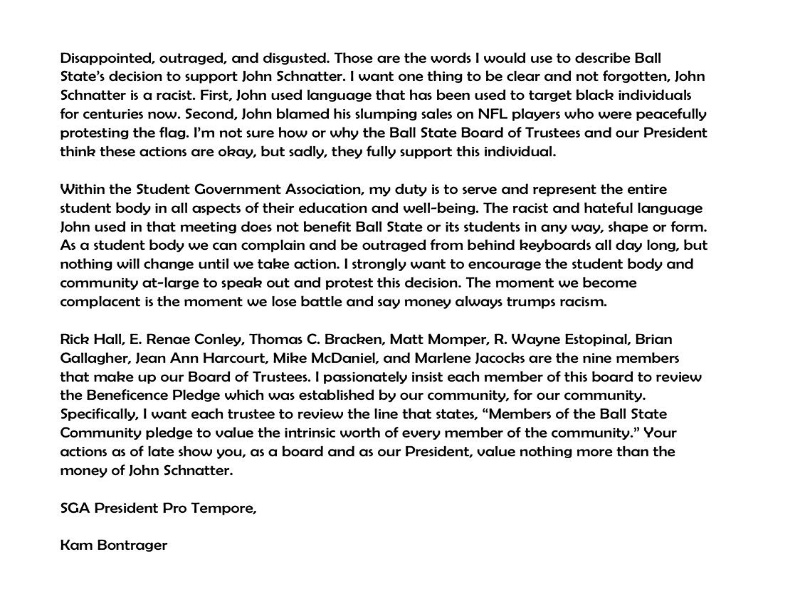 Disappointed, outraged, and disgusted. Those are the words I would use to describe Ball
State's decision to support John Schnatter. I want one thing to be clear and not forgotten, John
Schnatter is a racist. First, John used language that has been used to target black individuals
for centuries now. Second, John blamed his slumping sales on NFL players who were peacefully
protesting the flag. I'm not sure how or why the Ball State Board of Trustees and our President
think these actions are okay, but sadly, they fully support this individual.
Within the Student Government Association, my duty is to serve and represent the entire
student body in all aspects of their education and well-being. The racist and hateful language
John used in that meeting does not benefit Ball State or its students in any way, shape or form.
As a student body we can complain and be outraged from behind keyboards all day long, but
nothing will change until we take action. I strongly want to encourage the student body and
community at-large to speak out and protest this decision. The moment we become
complacent is the moment we lose battle and say money always trumps racism.
Rick Hall, E. Renae Conley, Thomas C. Bracken, Matt Momper, R. Wayne Estopinal, Brian
Gallagher, Jean Ann Harcourt, Mike McDaniel, and Marlene Jacocks are the nine members
that make up our Board of Trustees. I passionately insist each member of this board to review
the Beneficence Pledge which was established by our community, for our community.
Specifically, I want each trustee to review the line that states, “Members of the Ball State
Community pledge to value the intrinsic worth of every member of the community.” Your
actions as of late show you, as a board and as our President, value nothing more than the
money of John Schnatter.
SGA President Pro Tempore,
Kam Bontrager